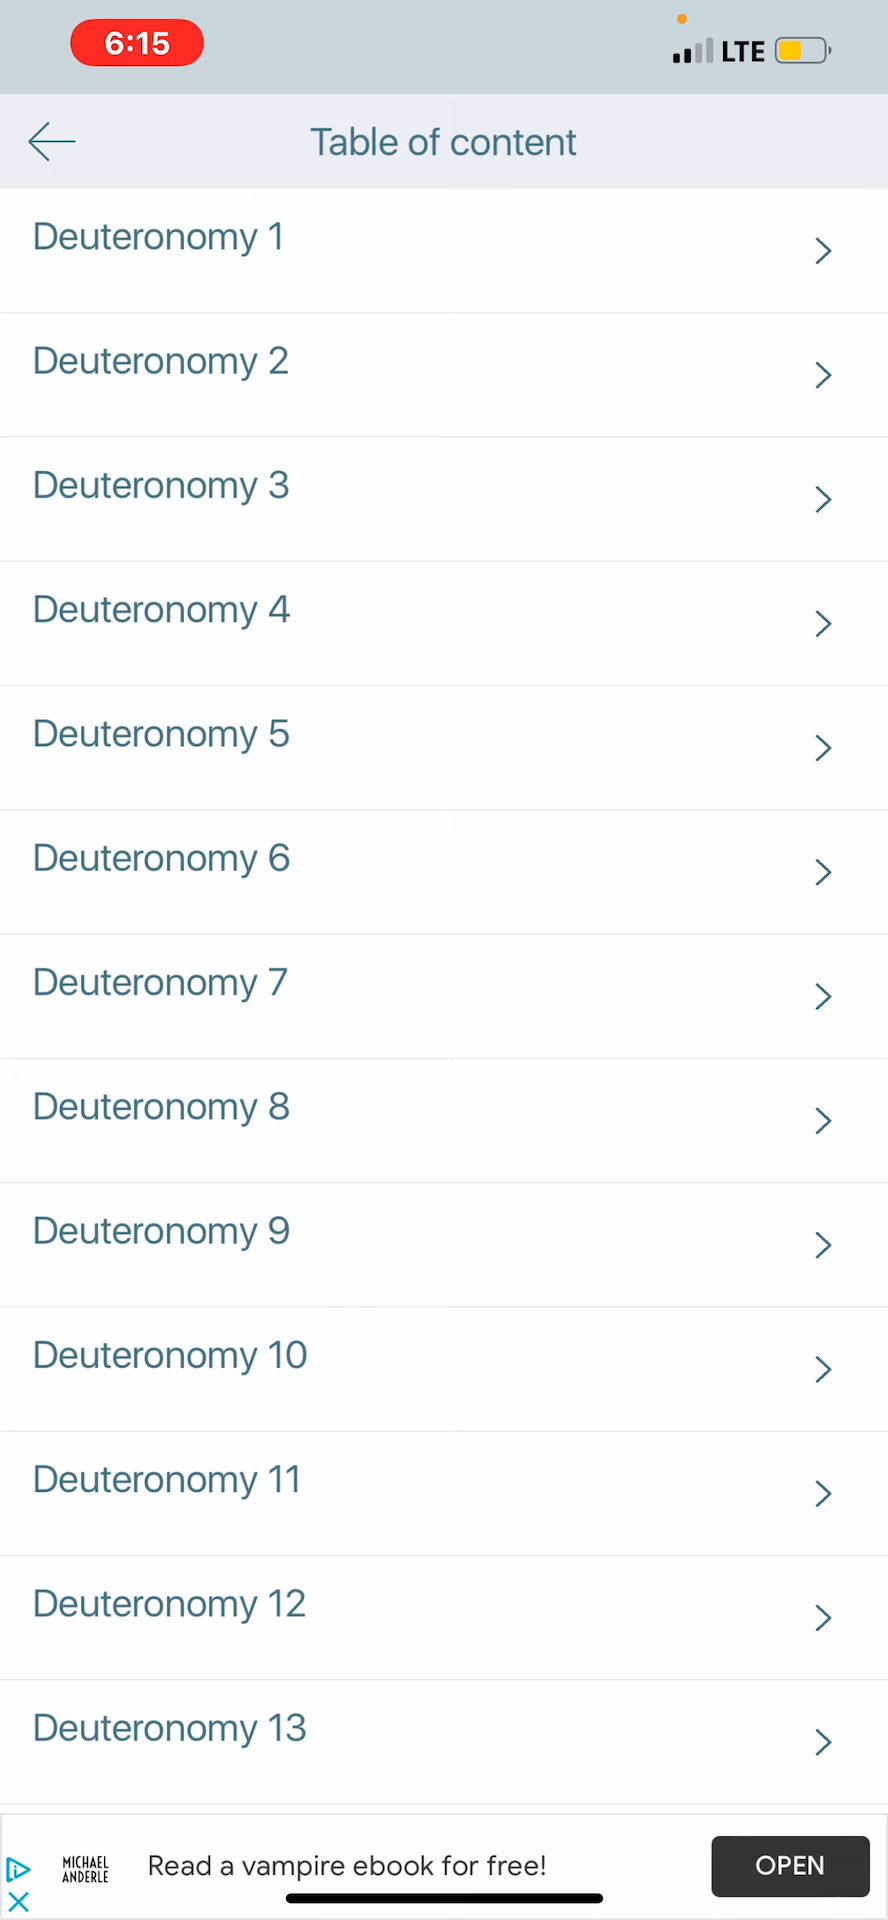 6:15
LTE
Table of content
Deuteronomy 1
Deuteronomy 2
Deuteronomy 3
Deuteronomy 4
Deuteronomy 5
Deuteronomy 6
Deuteronomy 7
Deuteronomy 8
Deuteronomy 9
Deuteronomy 10
Deuteronomy 11
Deuteronomy 12
Deuteronomy 13
MICHAEL
ANDERLE
Read a vampire ebook for free!
OPEN